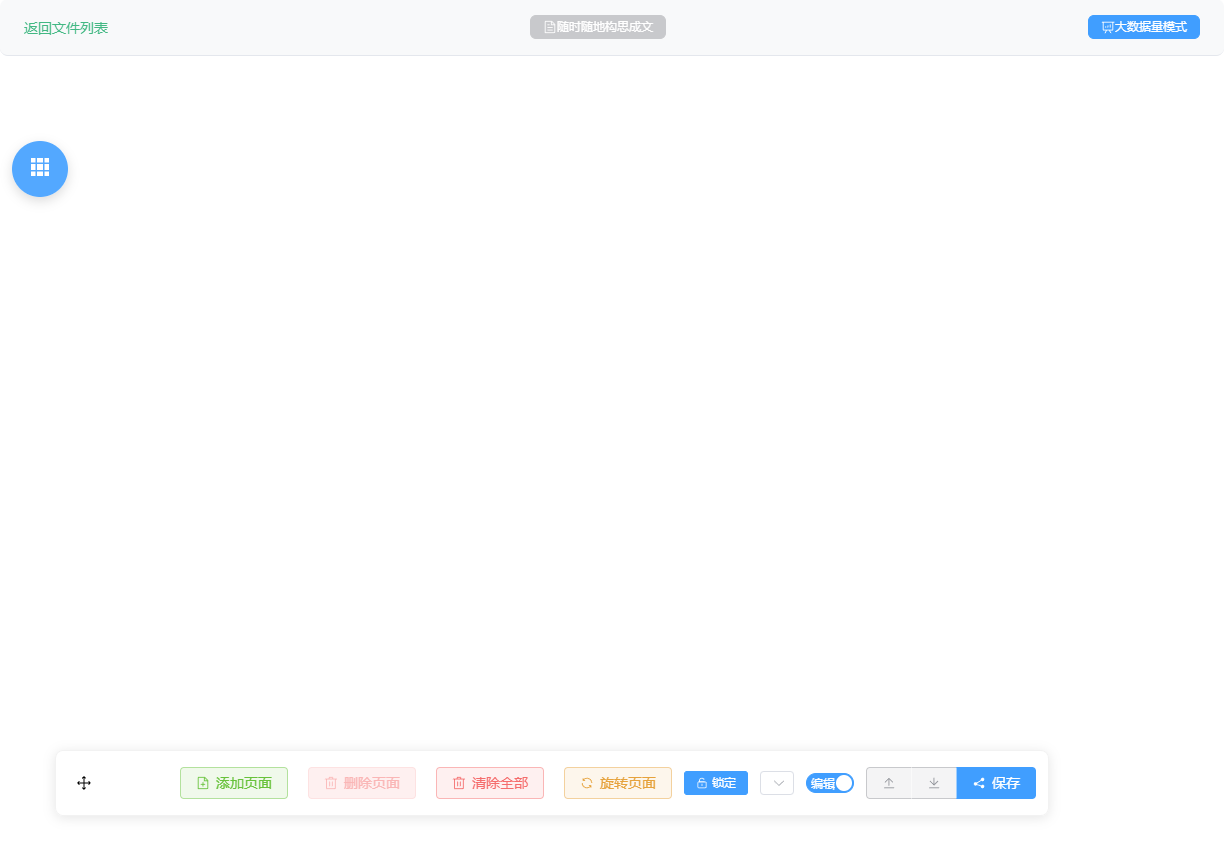 返回文件列表
随时随地构思成文
大数据量模式
添加页面
删除页面
清除全部
旋转页面
锁定
编辑
保存